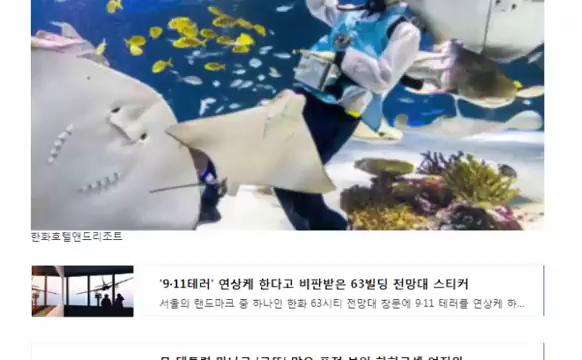 한화호텔앤드리조트
'9·11테러' 연상케 한다고 비판받은 63빌딩 전망대 스티커
서울의 랜드마크 중 하나인 한화 63시티 전망대 창문에 9·11 테러를 연상케 하...